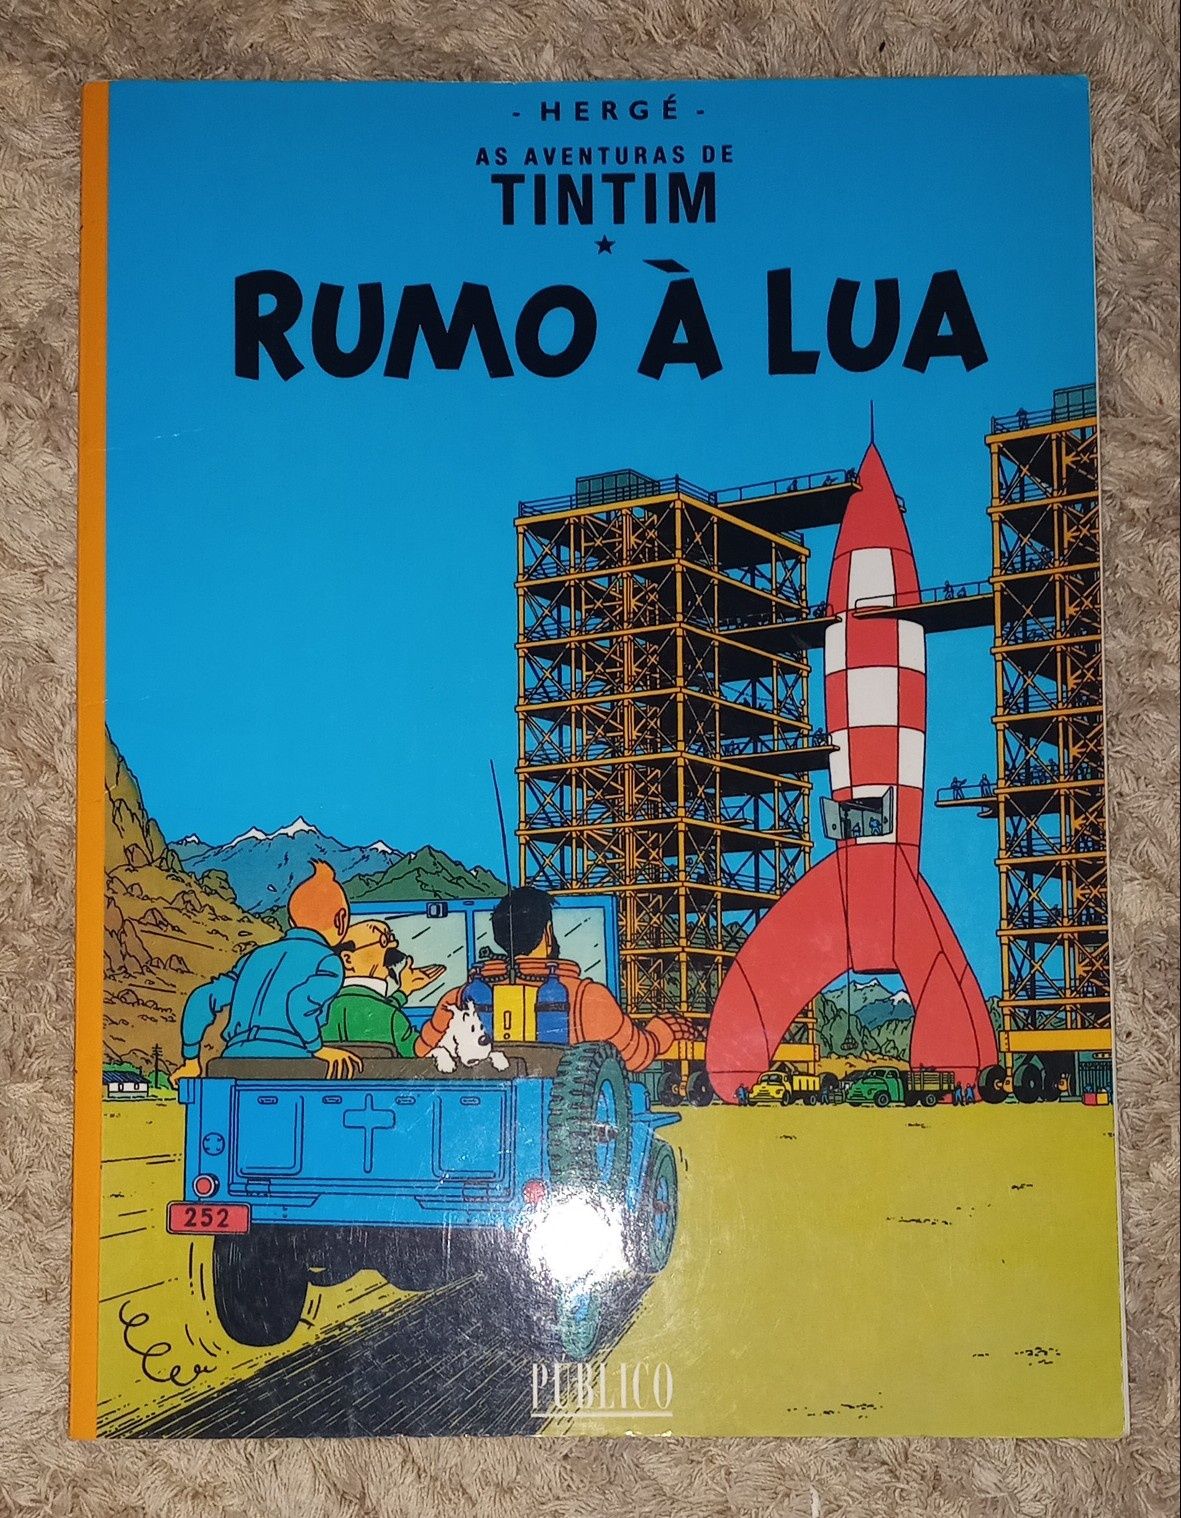 - HERGÉ -
AS AVENTURAS DE
TINTIM
RUMO À LUA
252
PÚBLICO